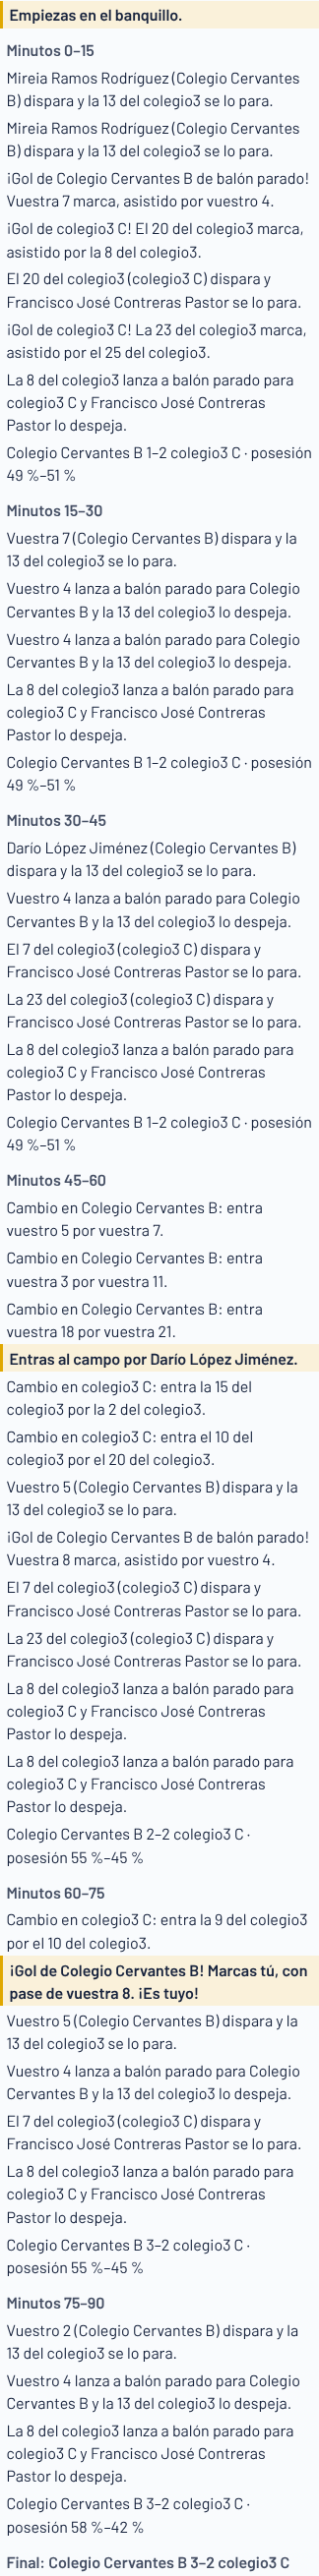 Empiezas en el banquillo.
Minutos 0–15
Mireia Ramos Rodríguez (Colegio Cervantes
B) dispara y la 13 del colegio3 se lo para.
Mireia Ramos Rodríguez (Colegio Cervantes
B) dispara y la 13 del colegio3 se lo para.
¡Gol de Colegio Cervantes B de balón parado!
Vuestra 7 marca, asistido por vuestro 4.
¡Gol de colegio3 C! El 20 del colegio3 marca,
asistido por la 8 del colegio3.
El 20 del colegio3 (colegio3 C) dispara y
Francisco José Contreras Pastor se lo para.
¡Gol de colegio3 C! La 23 del colegio3 marca,
asistido por el 25 del colegio3.
La 8 del colegio3 lanza a balón parado para
colegio3 C y Francisco José Contreras
Pastor lo despeja.
Colegio Cervantes B 1–2 colegio3 C · posesión
49 %–51 %
Minutos 15–30
Vuestra 7 (Colegio Cervantes B) dispara y la
13 del colegio3 se lo para.
Vuestro 4 lanza a balón parado para Colegio
Cervantes B y la 13 del colegio3 lo despeja.
Vuestro 4 lanza a balón parado para Colegio
Cervantes B y la 13 del colegio3 lo despeja.
La 8 del colegio3 lanza a balón parado para
colegio3 C y Francisco José Contreras
Pastor lo despeja.
Colegio Cervantes B 1–2 colegio3 C · posesión
49 %–51 %
Minutos 30–45
Darío López Jiménez (Colegio Cervantes B)
dispara y la 13 del colegio3 se lo para.
Vuestro 4 lanza a balón parado para Colegio
Cervantes B y la 13 del colegio3 lo despeja.
El 7 del colegio3 (colegio3 C) dispara y
Francisco José Contreras Pastor se lo para.
La 23 del colegio3 (colegio3 C) dispara y
Francisco José Contreras Pastor se lo para.
La 8 del colegio3 lanza a balón parado para
colegio3 C y Francisco José Contreras
Pastor lo despeja.
Colegio Cervantes B 1–2 colegio3 C · posesión
49 %–51 %
Minutos 45–60
Cambio en Colegio Cervantes B: entra
vuestro 5 por vuestra 7.
Cambio en Colegio Cervantes B: entra
vuestra 3 por vuestra 11.
Cambio en Colegio Cervantes B: entra
vuestra 18 por vuestra 21.
Entras al campo por Darío López Jiménez.
Cambio en colegio3 C: entra la 15 del
colegio3 por la 2 del colegio3.
Cambio en colegio3 C: entra el 10 del
colegio3 por el 20 del colegio3.
Vuestro 5 (Colegio Cervantes B) dispara y la
13 del colegio3 se lo para.
¡Gol de Colegio Cervantes B de balón parado!
Vuestra 8 marca, asistido por vuestro 4.
El 7 del colegio3 (colegio3 C) dispara y
Francisco José Contreras Pastor se lo para.
La 23 del colegio3 (colegio3 C) dispara y
Francisco José Contreras Pastor se lo para.
La 8 del colegio3 lanza a balón parado para
colegio3 C y Francisco José Contreras
Pastor lo despeja.
La 8 del colegio3 lanza a balón parado para
colegio3 C y Francisco José Contreras
Pastor lo despeja.
Colegio Cervantes B 2–2 colegio3 C ·
posesión 55 %–45 %
Minutos 60–75
Cambio en colegio3 C: entra la 9 del colegio3
por el 10 del colegio3.
¡Gol de Colegio Cervantes B! Marcas tú, con
pase de vuestra 8. ¡Es tuyo!
Vuestro 5 (Colegio Cervantes B) dispara y la
13 del colegio3 se lo para.
Vuestro 4 lanza a balón parado para Colegio
Cervantes B y la 13 del colegio3 lo despeja.
El 7 del colegio3 (colegio3 C) dispara y
Francisco José Contreras Pastor se lo para.
La 8 del colegio3 lanza a balón parado para
colegio3 C y Francisco José Contreras
Pastor lo despeja.
Colegio Cervantes B 3–2 colegio3 C ·
posesión 55 %–45 %
Minutos 75–90
Vuestro 2 (Colegio Cervantes B) dispara y la
13 del colegio3 se lo para.
Vuestro 4 lanza a balón parado para Colegio
Cervantes B y la 13 del colegio3 lo despeja.
La 8 del colegio3 lanza a balón parado para
colegio3 C y Francisco José Contreras
Pastor lo despeja.
Colegio Cervantes B 3–2 colegio3 C ·
posesión 58 %–42 %
Final: Colegio Cervantes B 3–2 colegio3 C